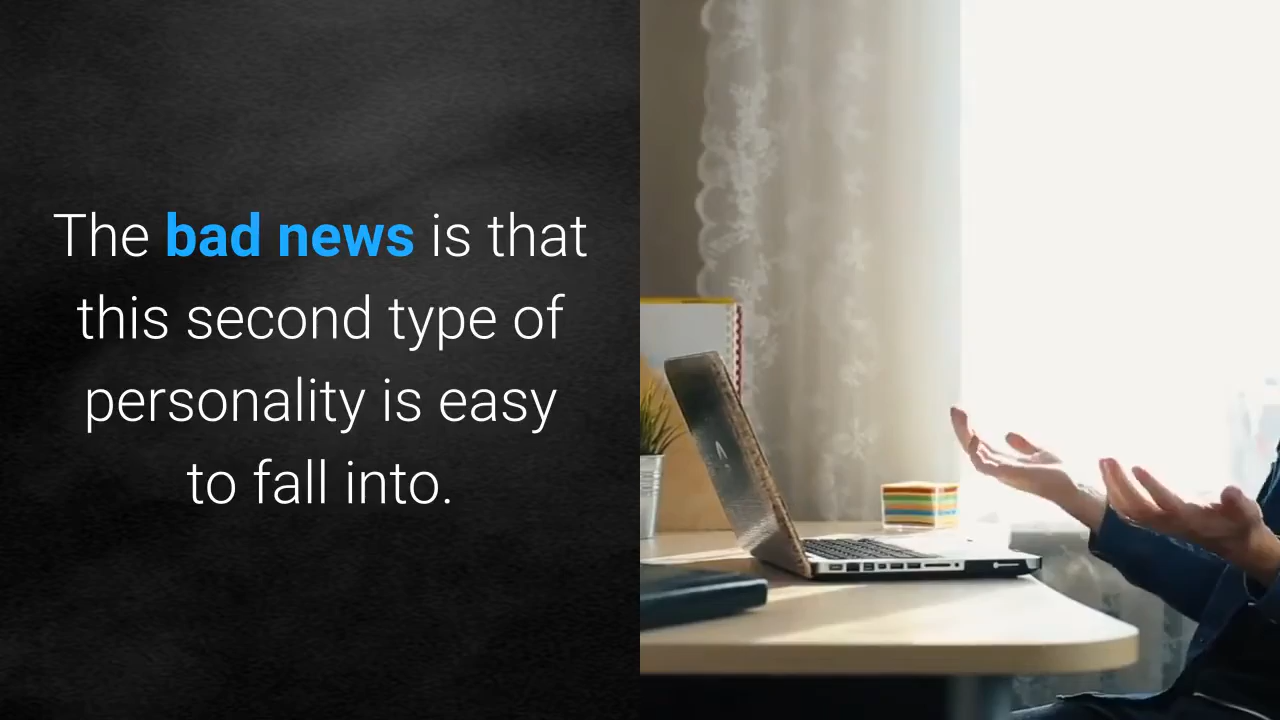 The bad news is that
this second type of
personality is easy
to fall into.